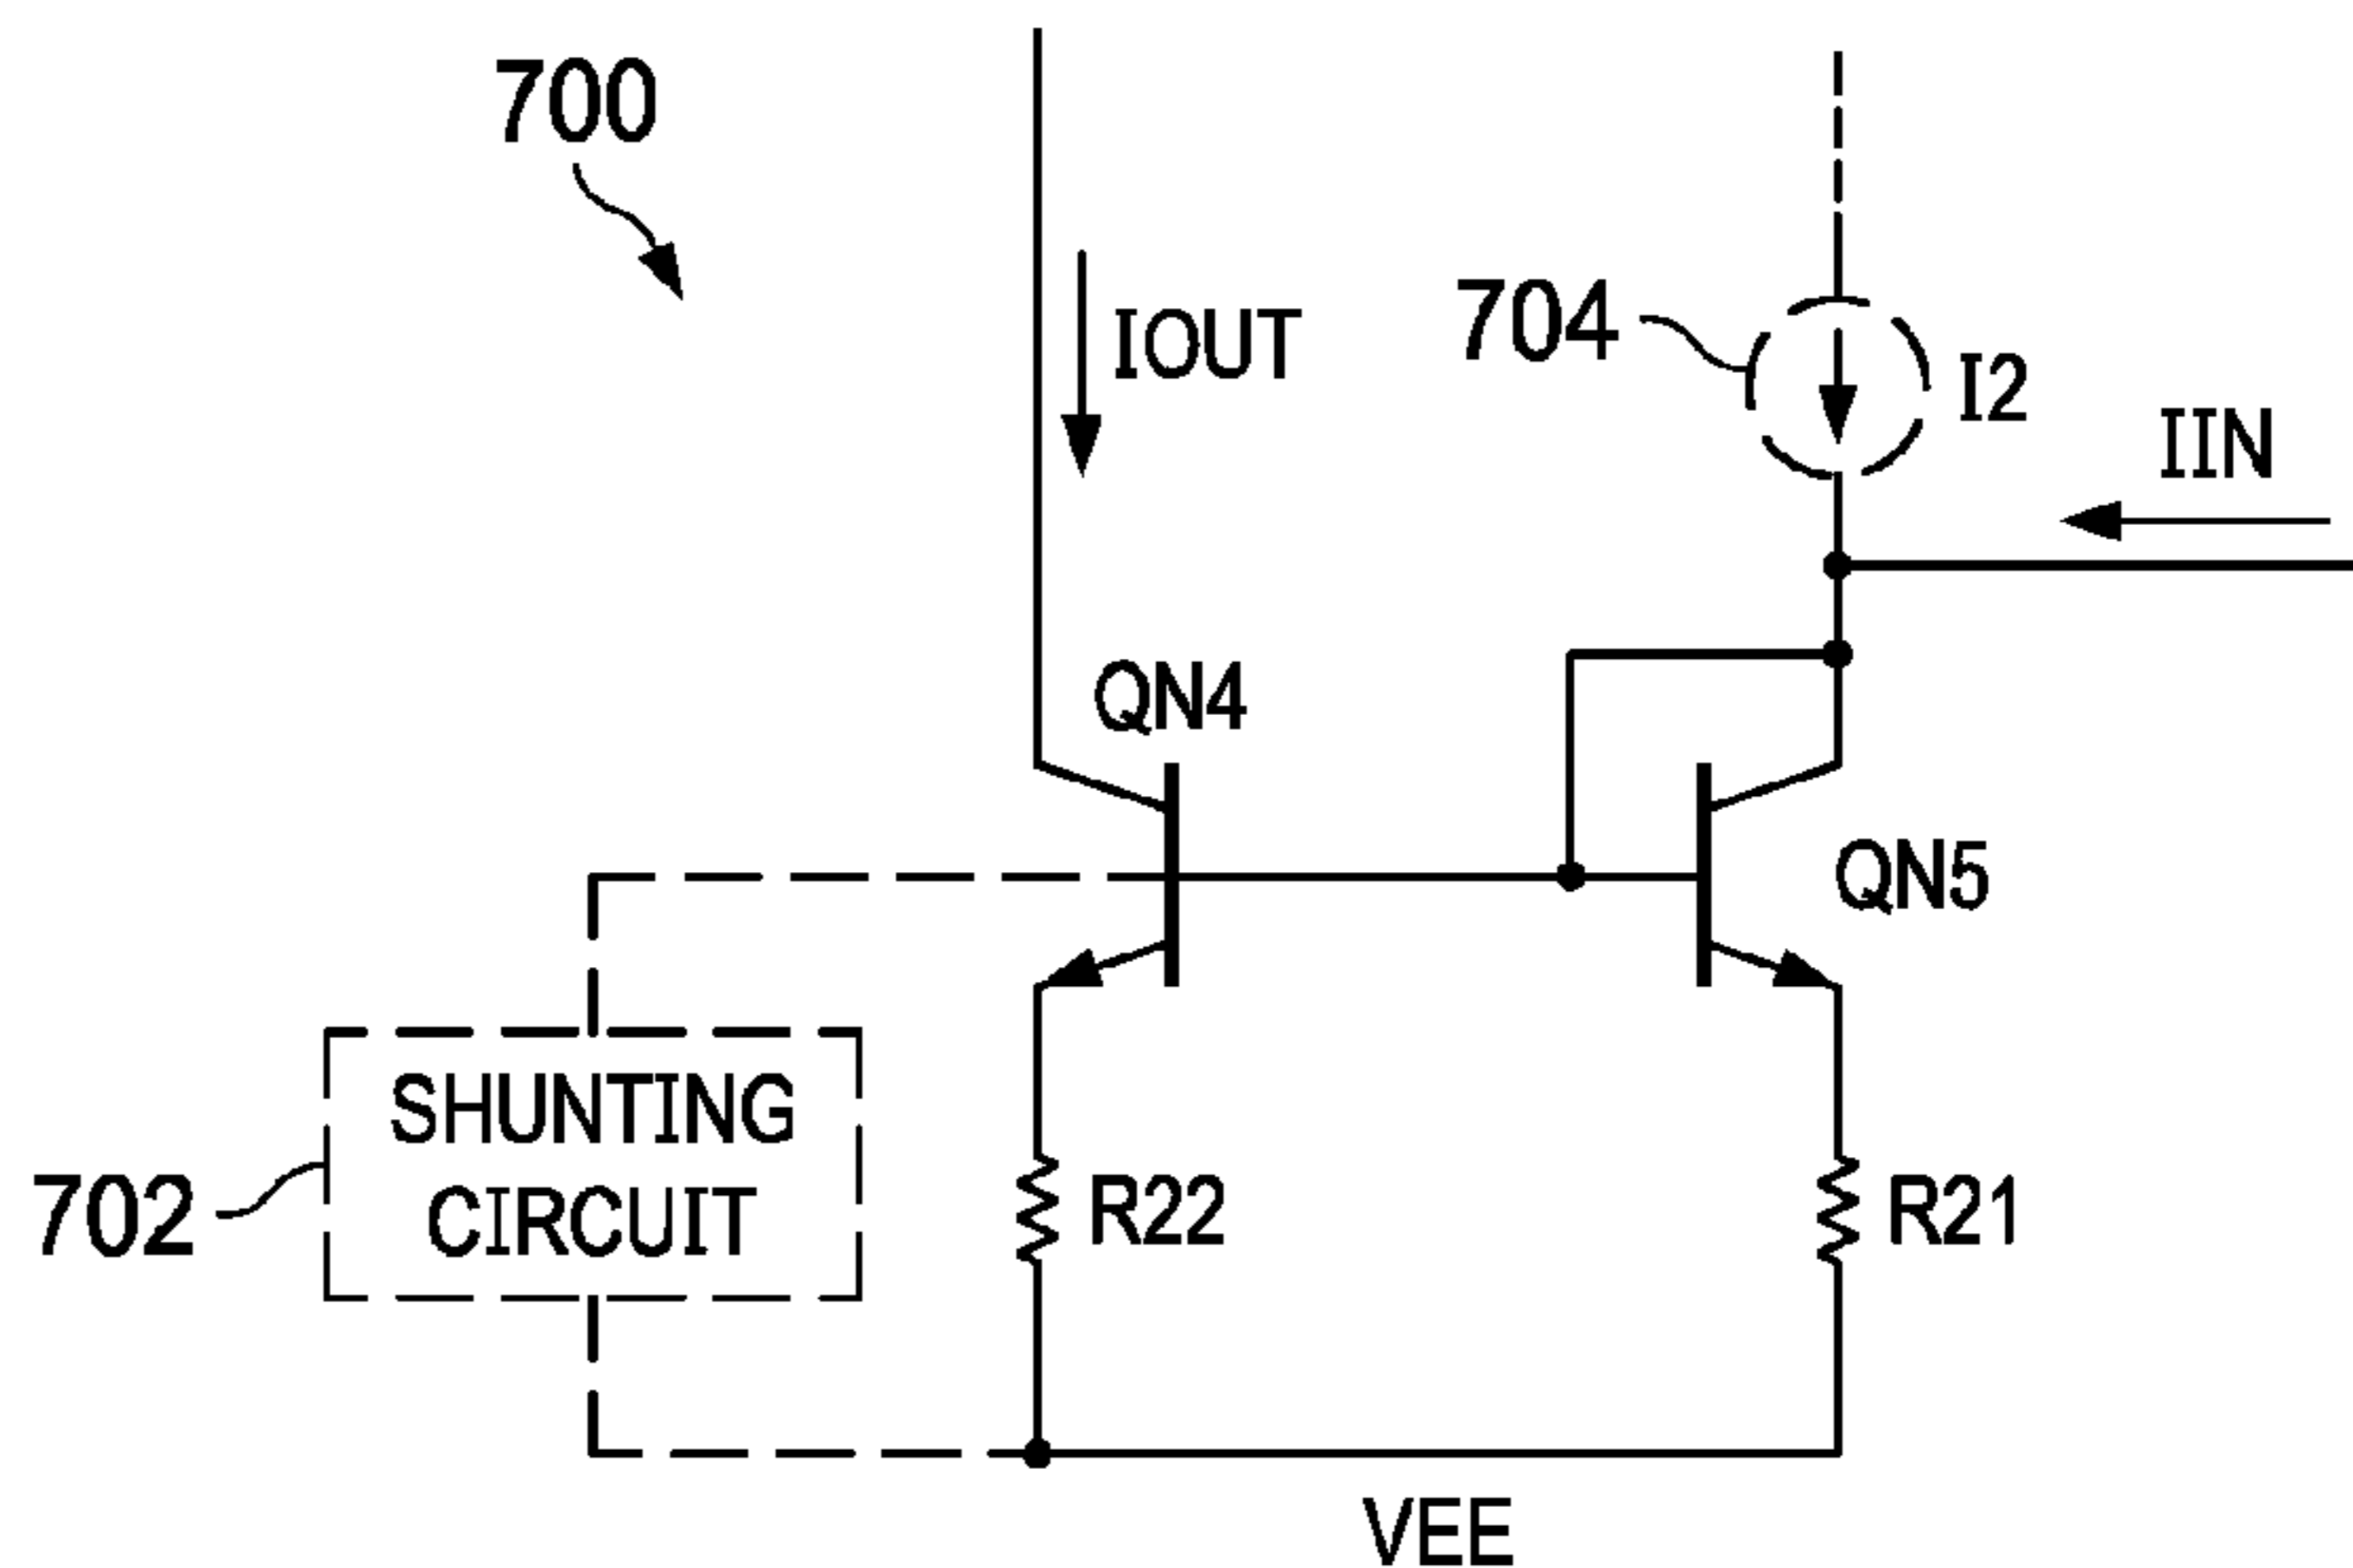 700
IOUT
704
I2
IIN
QN4
QN5
SHUNTING
CIRCUIT
702
R22
R21
VEE